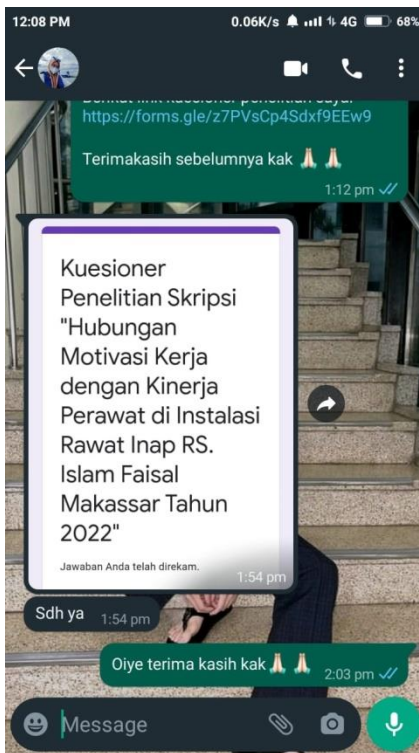 12:08 PM 0.06K/s 4G 68%
https://forms.gle/z7PVsCp4Sdxf9EEw9
Terimakasih sebelumnya kak 🙏🏻 🙏🏻
1:12 pm
Kuesioner
Penelitian Skripsi
"Hubungan
Motivasi Kerja
dengan Kinerja
Perawat di Instalasi
Rawat Inap RS.
Islam Faisal
Makassar Tahun
2022"
Jawaban Anda telah direkam.
1:54 pm
Sdh ya 1:54 pm
Oiye terima kasih kak 🙏🏻 🙏🏻 2:03 pm
Message